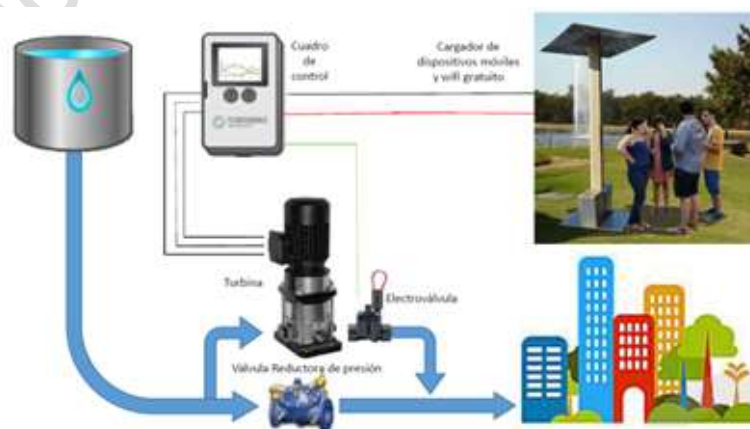 Cuadro
de
control
Cargador de
dispositivos móviles
y wifi gratuito
Turbina
Electroválvula
Válvula Reductora de presión